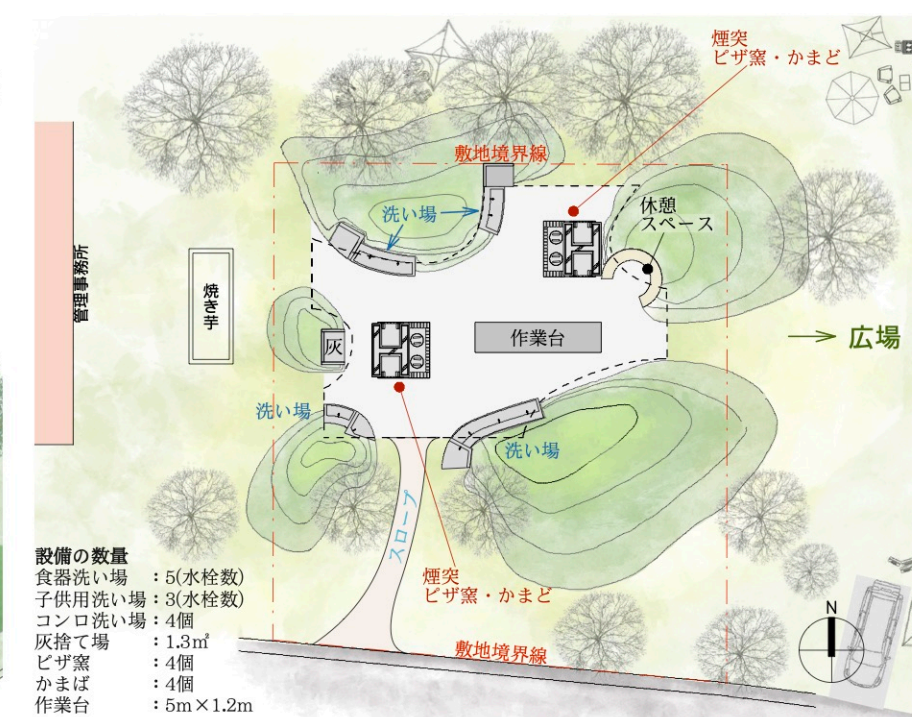 煙突
ピザ窯・かまど
敷地境界線
洗い場
休憩
スペース
管理事務所
焼き芋
灰
作業台
広場
洗い場
洗い場
スロープ
煙突
ピザ窯・かまど
敷地境界線
N
設備の数量
食器洗い場 : 5(水栓数)
子供用洗い場 : 3(水栓数)
コンロ洗い場 : 4個
灰捨て場 : 1.3㎡
ピザ窯 : 4個
かまば : 4個
作業台 : 5m×1.2m